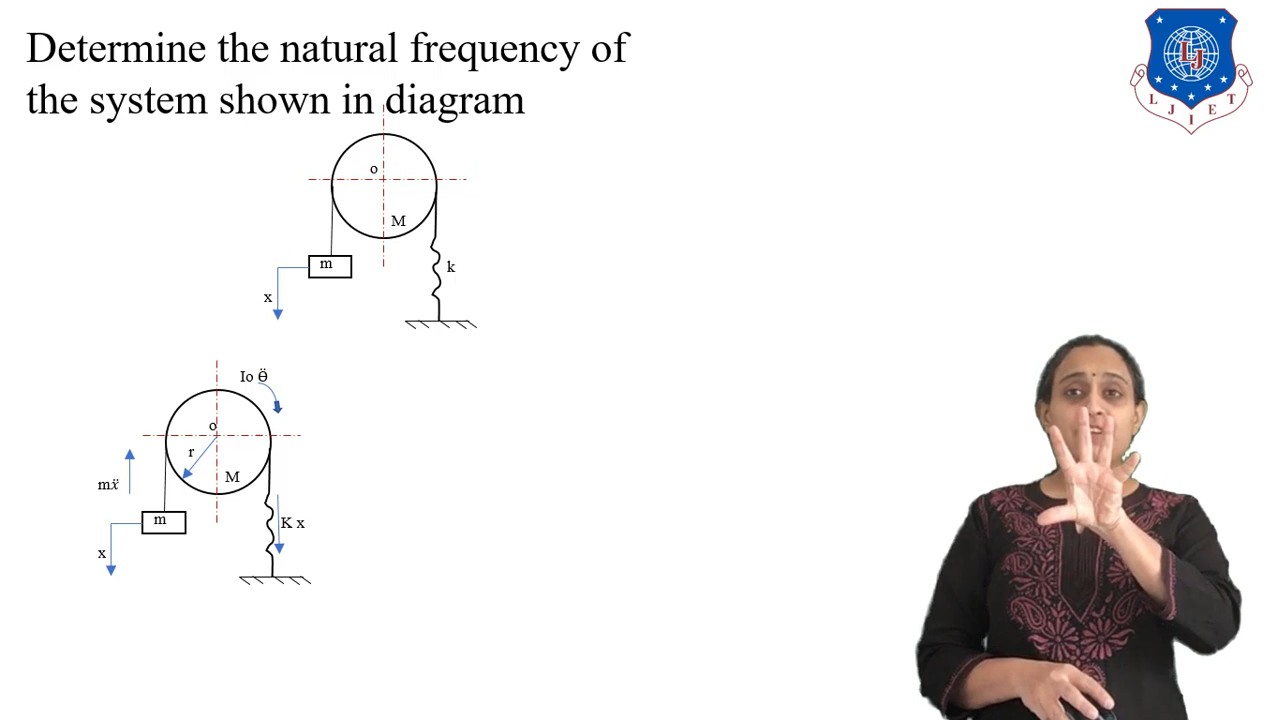 Determine the natural frequency of
the system shown in diagram
o
M
m
k
x
Io Ӫ
o
r
M
mẍ
m
K x
x
LJ
L J I E T